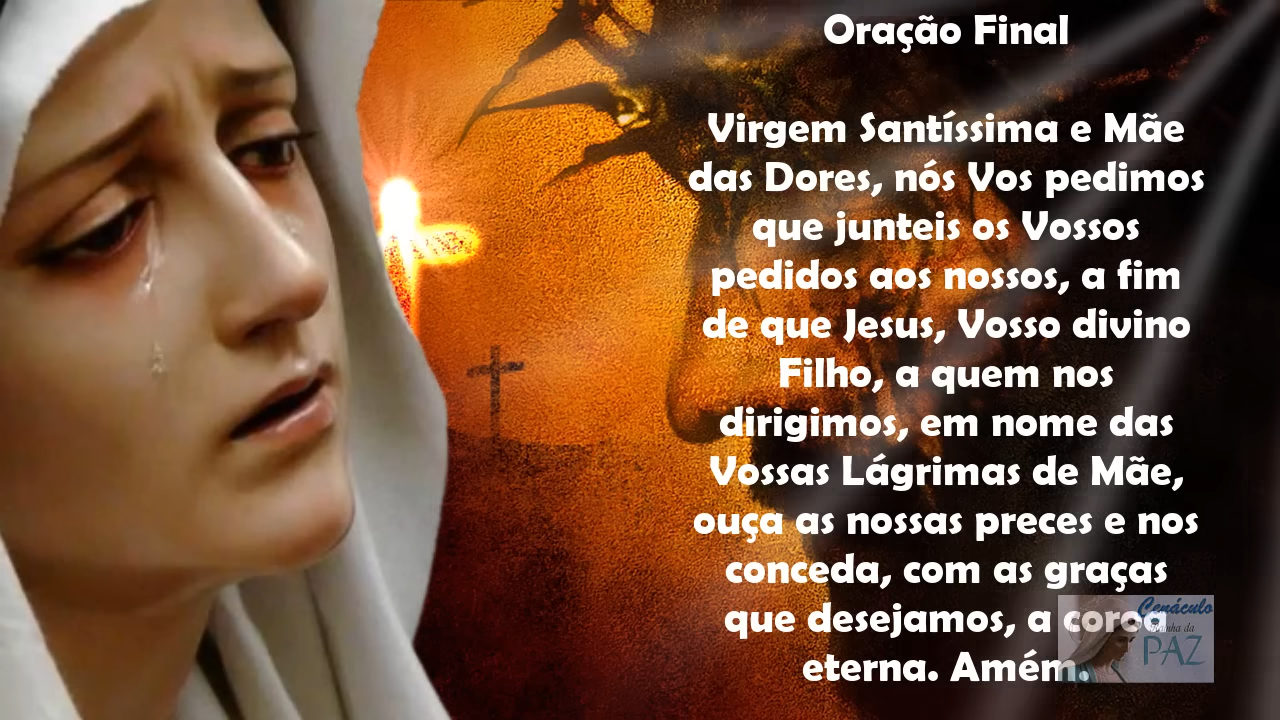 Oração Final
Virgem Santíssima e Mãe
das Dores, nós Vos pedimos
que junteis os Vossos
pedidos aos nossos, a fim
de que Jesus, Vosso divino
Filho, a quem nos
dirigimos, em nome das
Vossas Lágrimas de Mãe,
ouça as nossas preces e nos
conceda, com as graças
que desejamos, a coroa
eterna. Amém.
Cenáculo
Rainha da
PAZ